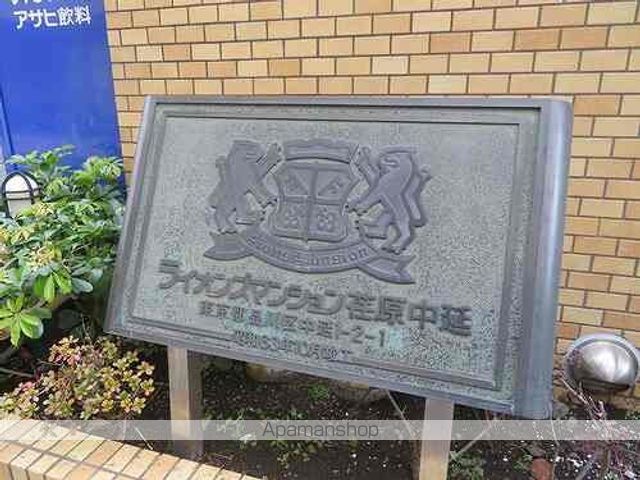 アサヒ飲料
Lions Mansion
ライオンズマンション荏原中延
東京都品川区中延1-2-1
Apamanshop